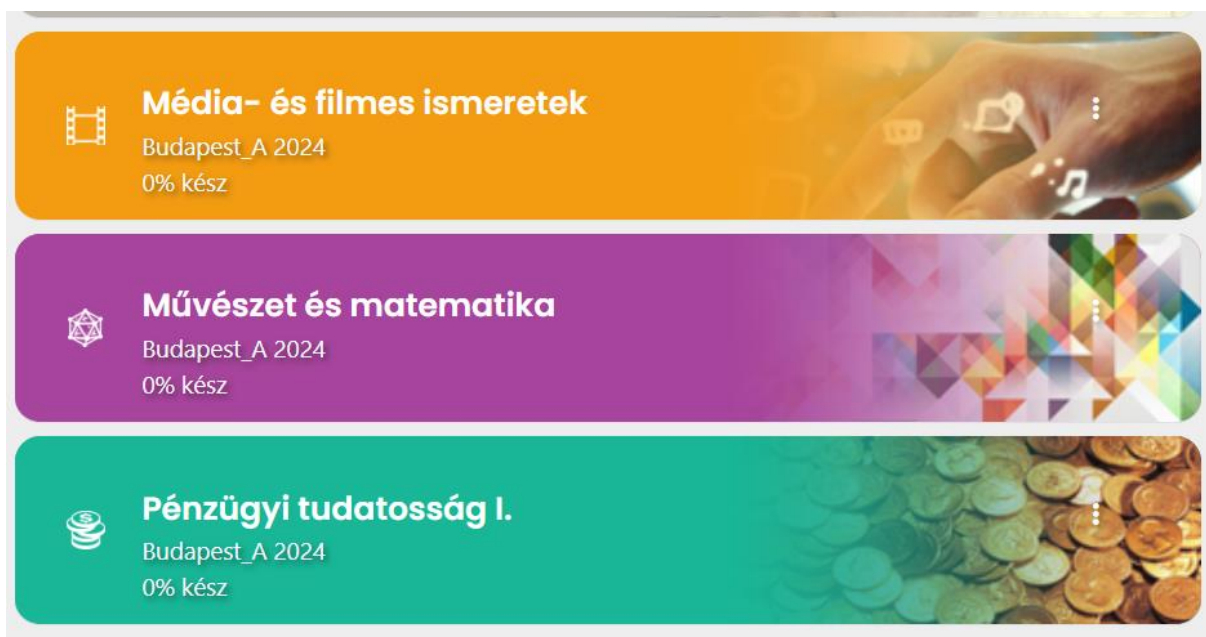 Média- és filmes ismeretek
Budapest_A 2024
0% kész
Művészet és matematika
Budapest_A 2024
0% kész
Pénzügyi tudatosság I.
Budapest_A 2024
0% kész